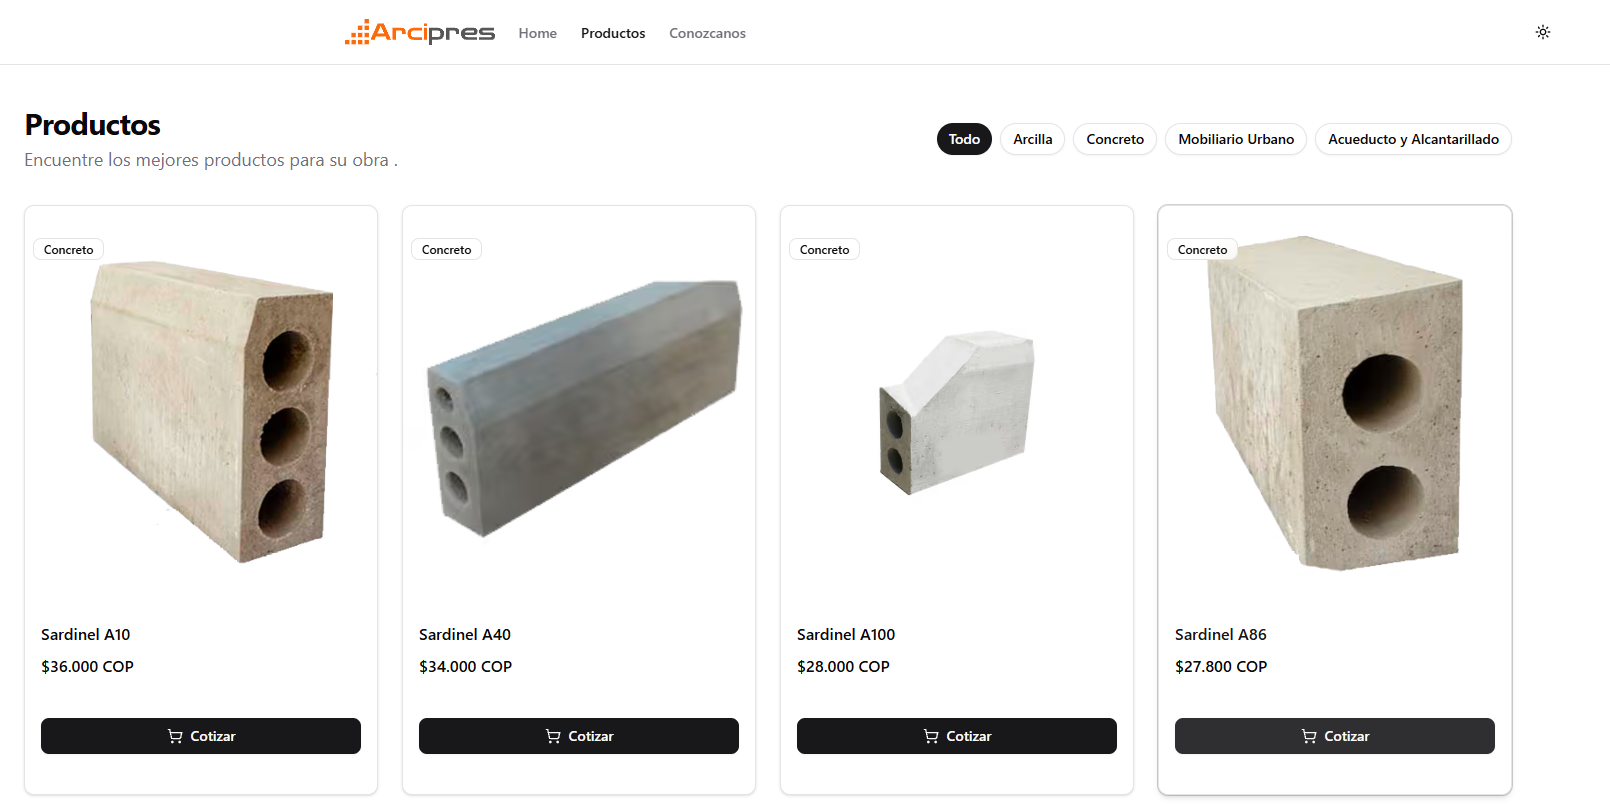 Arcipres
Home
Productos
Conozcanos
Productos
Encuentre los mejores productos para su obra .
Todo
Arcilla
Concreto
Mobiliario Urbano
Acueducto y Alcantarillado
Concreto
Sardinel A10
$36.000 COP
Cotizar
Concreto
Sardinel A40
$34.000 COP
Cotizar
Concreto
Sardinel A100
$28.000 COP
Cotizar
Concreto
Sardinel A86
$27.800 COP
Cotizar